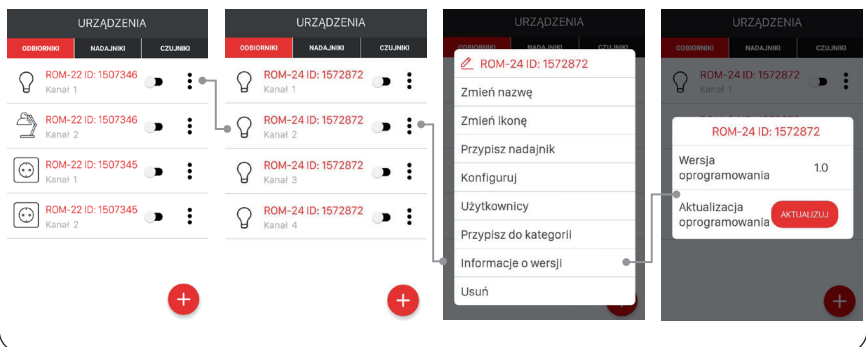 URZĄDZENIA
ODBIORNIKI NADAJNIKI CZUJNIKI
ROM-22 ID: 1507346
Kanał 1
ROM-22 ID: 1507346
Kanał 2
ROM-22 ID: 1507345
Kanał 1
ROM-22 ID: 1507345
Kanał 2
+
URZĄDZENIA
ODBIORNIKI NADAJNIKI CZUJNIKI
ROM-24 ID: 1572872
Kanał 1
ROM-24 ID: 1572872
Kanał 2
ROM-24 ID: 1572872
Kanał 3
ROM-24 ID: 1572872
Kanał 4
+
URZĄDZENIA
ODBIORNIKI NADAJNIKI CZUJNIKI
ROM-24 ID: 1572872
Zmień nazwę
Zmień ikonę
Przypisz nadajnik
Konfiguruj
Użytkownicy
Przypisz do kategorii
Informacje o wersji
Usuń
URZĄDZENIA
ODBIORNIKI NADAJNIKI CZUJNIKI
ROM-24 ID: 1572872
Kanał 1
ROM-24 ID: 1572872
Wersja
oprogramowania 1.0
Aktualizacja
oprogramowania AKTUALIZUJ
+